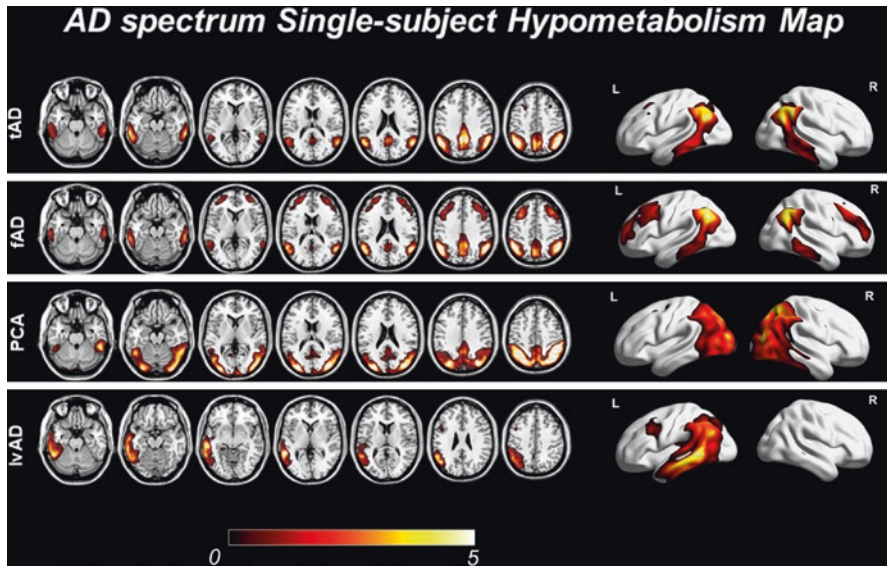 AD spectrum Single-subject Hypometabolism Map
tAD
L
R
fAD
L
R
PCA
L
R
lvAD
L
R
0
5